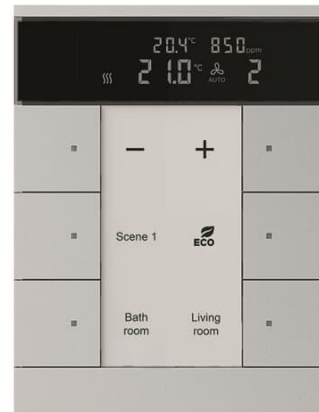 20.4°C 850ppm
21.0°C AUTO 2
− +
Scene 1 ECO
Bath room
Living room